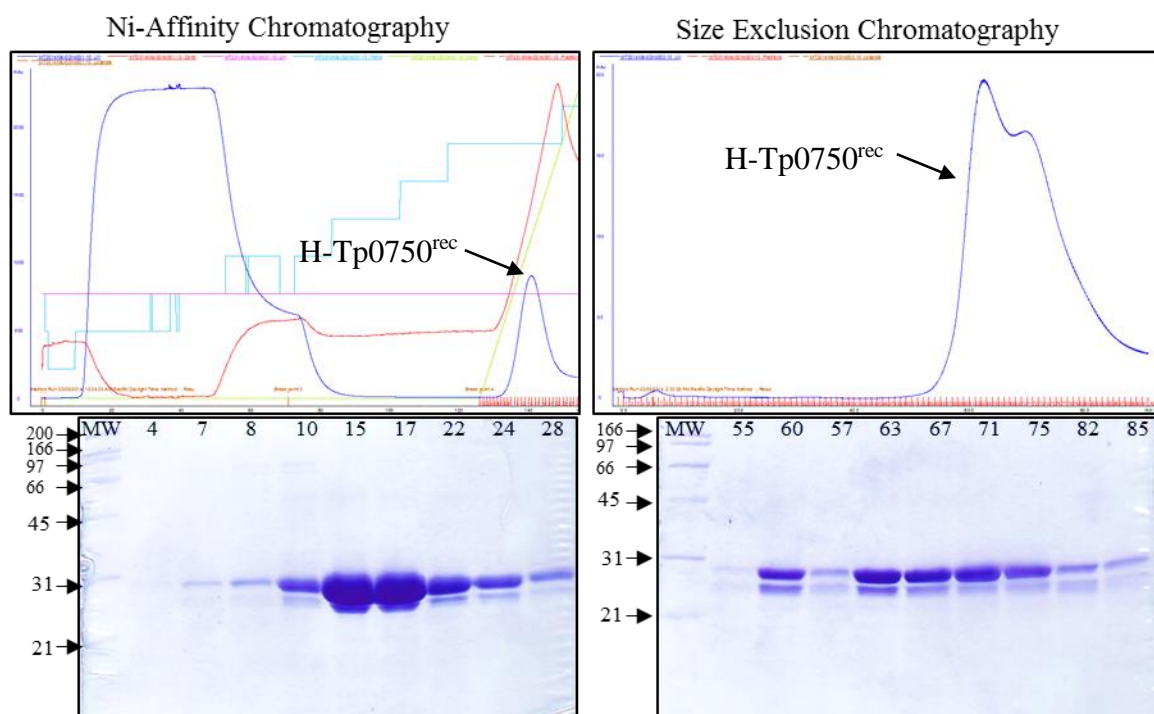 Ni-Affinity Chromatography
Size Exclusion Chromatography
H-Tp0750rec
H-Tp0750rec
MW 4 7 8 10 15 17 22 24 28
200
166
97
66
45
31
21
MW 55 60 57 63 67 71 75 82 85
166
97
66
45
31
21